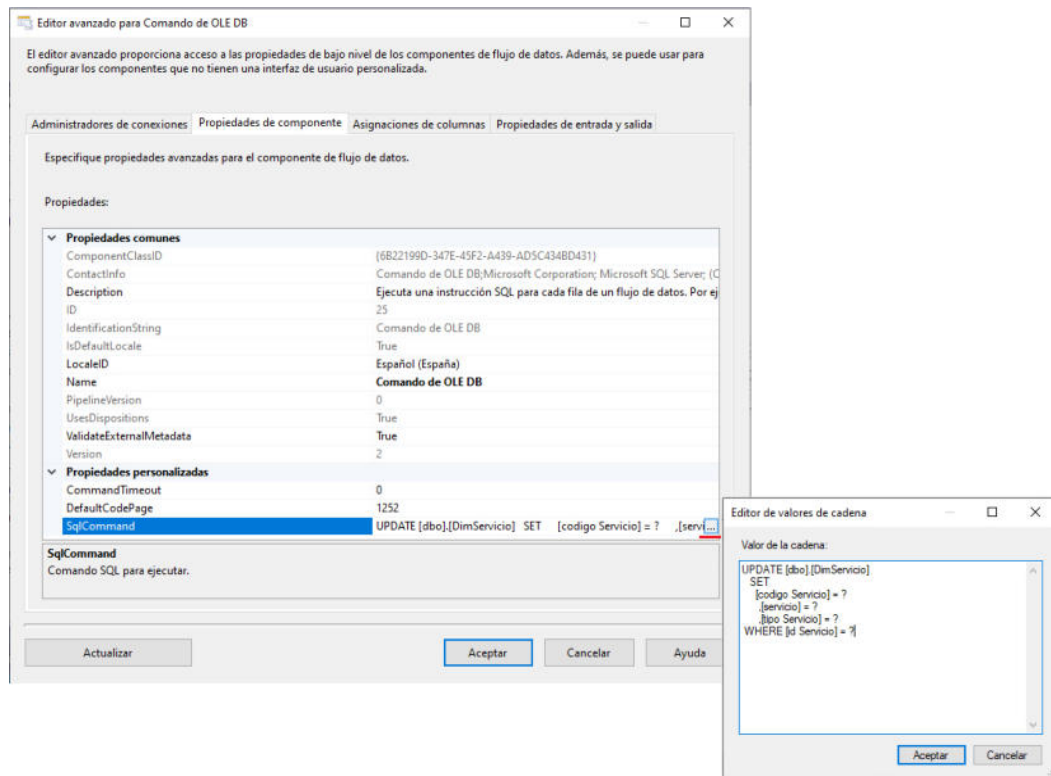 Editor avanzado para Comando de OLE DB
El editor avanzado proporciona acceso a las propiedades de bajo nivel de los componentes de flujo de datos. Además, se puede usar para
configurar los componentes que no tienen una interfaz de usuario personalizada.
Administradores de conexiones Propiedades de componente Asignaciones de columnas Propiedades de entrada y salida
Especifique propiedades avanzadas para el componente de flujo de datos.
Propiedades:
Propiedades comunes
ComponentClassID {6B22199D-347E-45F2-A439-AD5C434BD431}
ContactInfo Comando de OLE DB;Microsoft Corporation; Microsoft SQL Server; (C
Description Ejecuta una instrucción SQL para cada fila de un flujo de datos. Por ej
ID 25
IdentificationString Comando de OLE DB
IsDefaultLocale True
LocaleID Español (España)
Name Comando de OLE DB
PipelineVersion 0
UsesDispositions True
ValidateExternalMetadata True
Version 2
Propiedades personalizadas
CommandTimeout 0
DefaultCodePage 1252
SqlCommand UPDATE [dbo].[DimServicio] SET [codigo Servicio] = ? ,[servi ...
SqlCommand
Comando SQL para ejecutar.
Actualizar Aceptar Cancelar Ayuda
Editor de valores de cadena
Valor de la cadena:
UPDATE [dbo].[DimServicio]
SET
[codigo Servicio] = ?
,[servicio] = ?
,[tipo Servicio] = ?
WHERE [id Servicio] = ?
Aceptar Cancelar